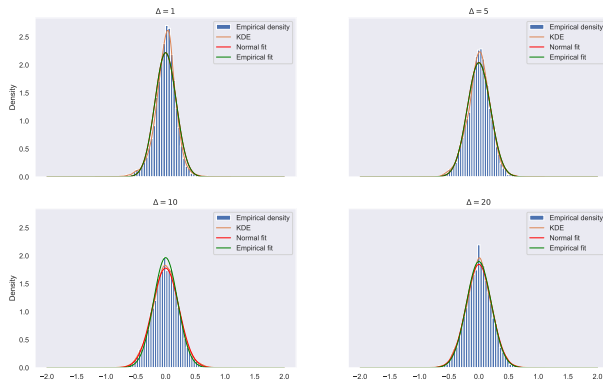 Δ = 1
Δ = 5
Density
2.5
2.0
1.5
1.0
0.5
0.0
Empirical density
KDE
Normal fit
Empirical fit
Empirical density
KDE
Normal fit
Empirical fit
Δ = 10
Δ = 20
Density
2.5
2.0
1.5
1.0
0.5
0.0
Empirical density
KDE
Normal fit
Empirical fit
Empirical density
KDE
Normal fit
Empirical fit
−2.0 −1.5 −1.0 −0.5 0.0 0.5 1.0 1.5 2.0
−2.0 −1.5 −1.0 −0.5 0.0 0.5 1.0 1.5 2.0